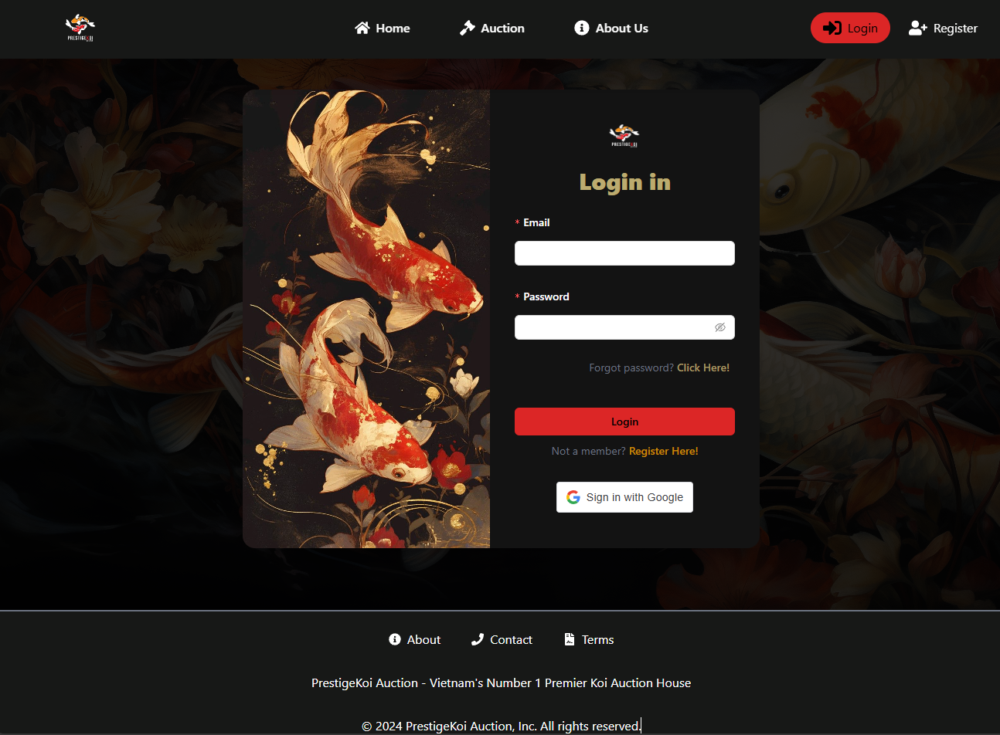 PRESTIGEKOI
Home
Auction
About Us
Login
Register
PRESTIGEKOI
Login in
* Email
* Password
Forgot password? Click Here!
Login
Not a member? Register Here!
Sign in with Google
About
Contact
Terms
PrestigeKoi Auction - Vietnam's Number 1 Premier Koi Auction House
© 2024 PrestigeKoi Auction, Inc. All rights reserved.